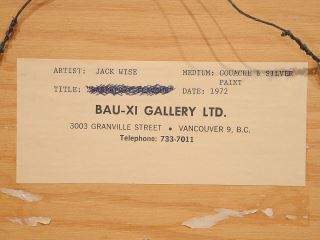 ARTIST: JACK WISE MEDIUM: GOUACHE & SILVER
PAINT
TITLE: DATE: 1972
BAU-XI GALLERY LTD.
3003 GRANVILLE STREET • VANCOUVER 9, B.C.
Telephone: 733-7011